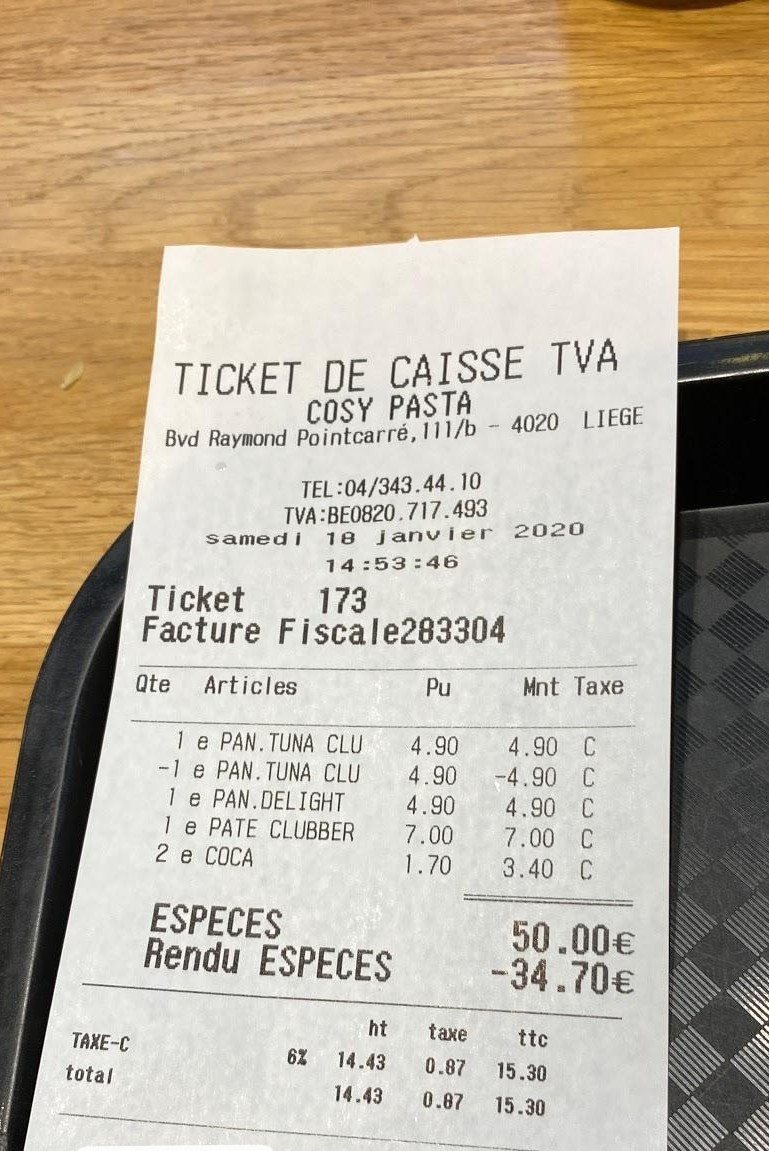 TICKET DE CAISSE TVA
COSY PASTA
Bvd Raymond Pointcarré,111/b - 4020 LIEGE
TEL:04/343.44.10
TVA:BE0820.717.493
samedi 18 janvier 2020
14:53:46
Ticket 173
Facture Fiscale283304
Qte Articles Pu Mnt Taxe
1 e PAN.TUNA CLU 4.90 4.90 C
-1 e PAN.TUNA CLU 4.90 -4.90 C
1 e PAN.DELIGHT 4.90 4.90 C
1 e PATE CLUBBER 7.00 7.00 C
2 e COCA 1.70 3.40 C
ESPECES 50.00€
Rendu ESPECES -34.70€
ht taxe ttc
TAXE-C 6% 14.43 0.87 15.30
total 14.43 0.87 15.30